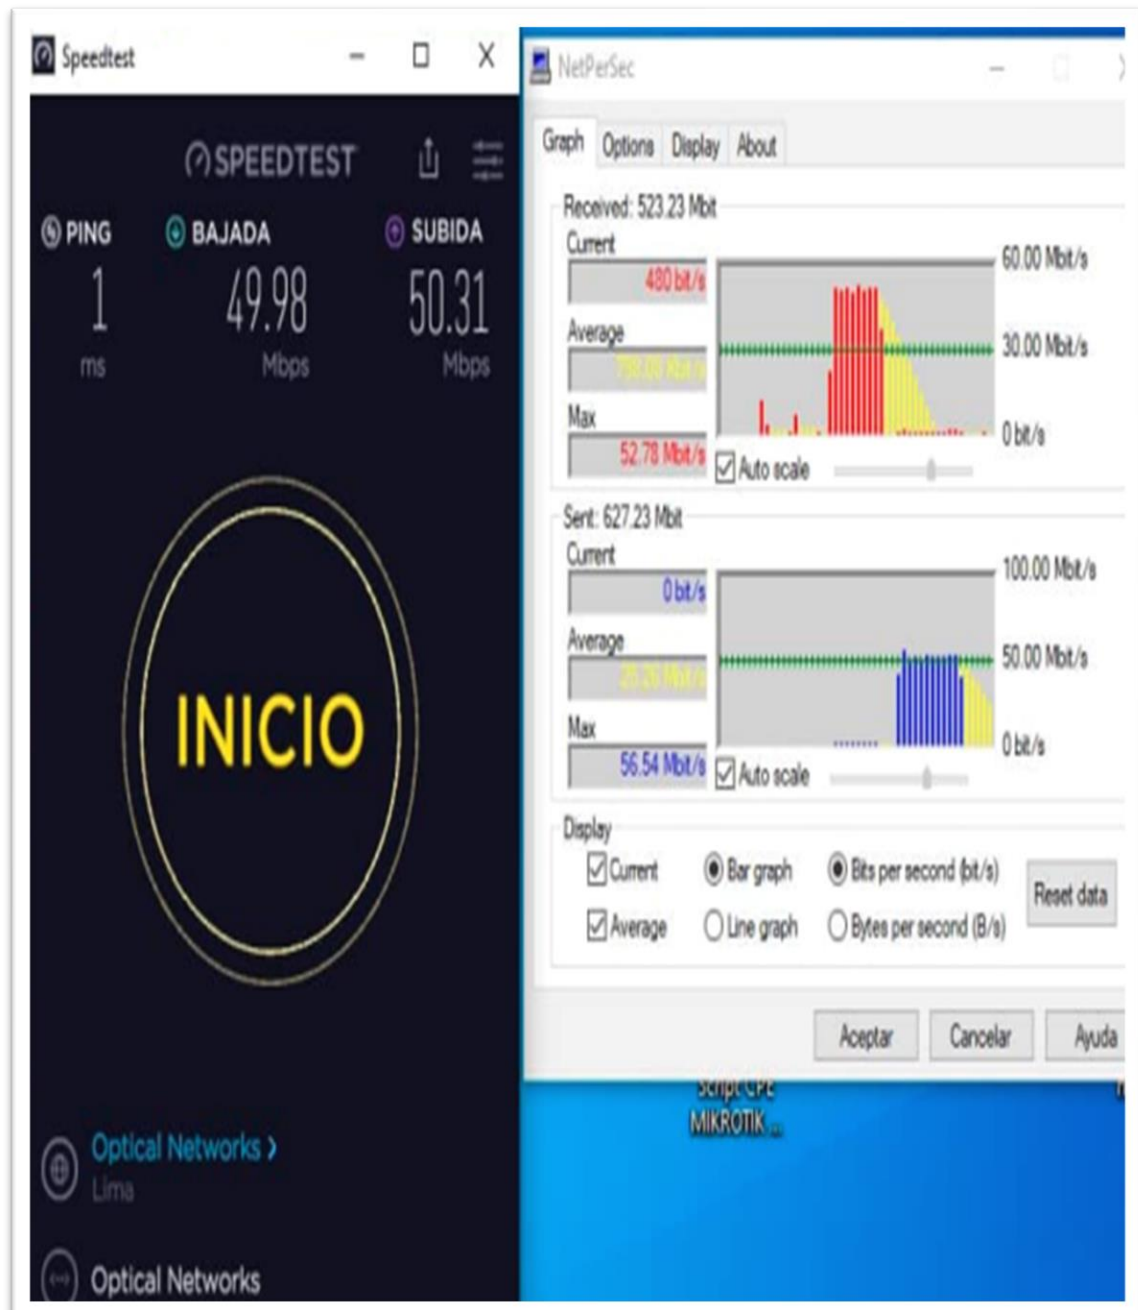 Speedtest
SPEEDTEST
PING
BAJADA
SUBIDA
1
49.98
50.31
ms
Mbps
Mbps
INICIO
Optical Networks
Lima
Optical Networks
NetPerSec
Graph
Options
Display
About
Received: 523.23 Mbit
Current
480 bit/s
Average
Max
52.78 Mbit/s
60.00 Mbit/s
30.00 Mbit/s
0 bit/s
Auto scale
Sent: 627.23 Mbit
Current
0 bit/s
Average
Max
56.54 Mbit/s
100.00 Mbit/s
50.00 Mbit/s
0 bit/s
Auto scale
Display
Current
Bar graph
Bits per second (bit/s)
Average
Line graph
Bytes per second (B/s)
Reset data
Aceptar
Cancelar
Ayuda
Script CPE
MIKROTIK ...